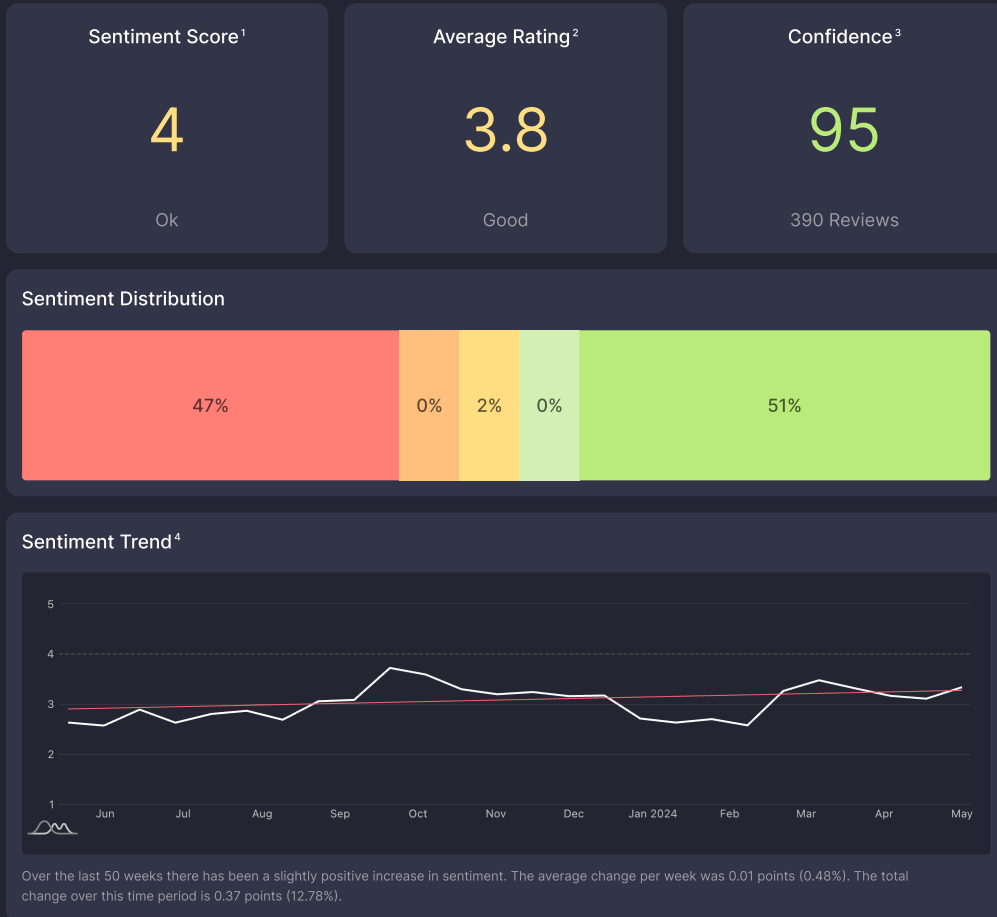 Sentiment Score¹
Average Rating²
Confidence³
4
3.8
95
Ok
Good
390 Reviews
Sentiment Distribution
47%
0%
2%
0%
51%
Sentiment Trend⁴
5
4
3
2
1
Jun
Jul
Aug
Sep
Oct
Nov
Dec
Jan 2024
Feb
Mar
Apr
May
Over the last 50 weeks there has been a slightly positive increase in sentiment. The average change per week was 0.01 points (0.48%). The total
change over this time period is 0.37 points (12.78%).